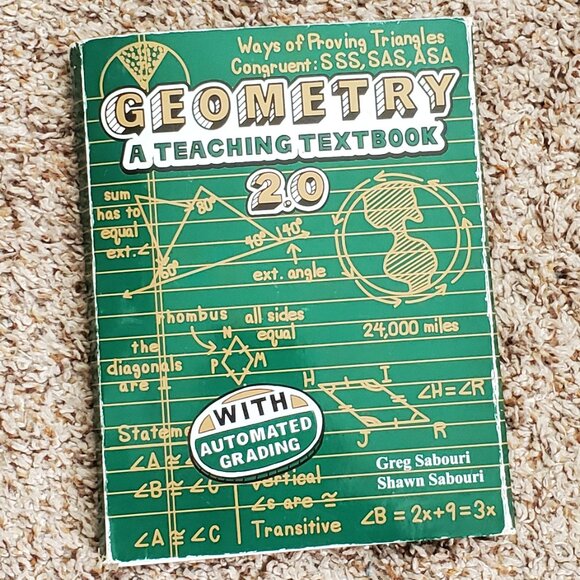 Ways of Proving Triangles
Congruent: SSS, SAS, ASA
GEOMETRY
A TEACHING TEXTBOOK
2.0
sum
has to
equal
ext. ∠
80°
40°
140°
60°
ext. angle
24,000 miles
rhombus
all sides
equal
the
diagonals
are ⊥
N
P M
H I
J R
∠H = ∠R
WITH
AUTOMATED
GRADING
Greg Sabouri
Shawn Sabouri
∠A ≅
∠B ≅ ∠C
Vertical
∠s are ≅
∠A ≅ ∠C
Transitive
∠B = 2x+9 = 3x